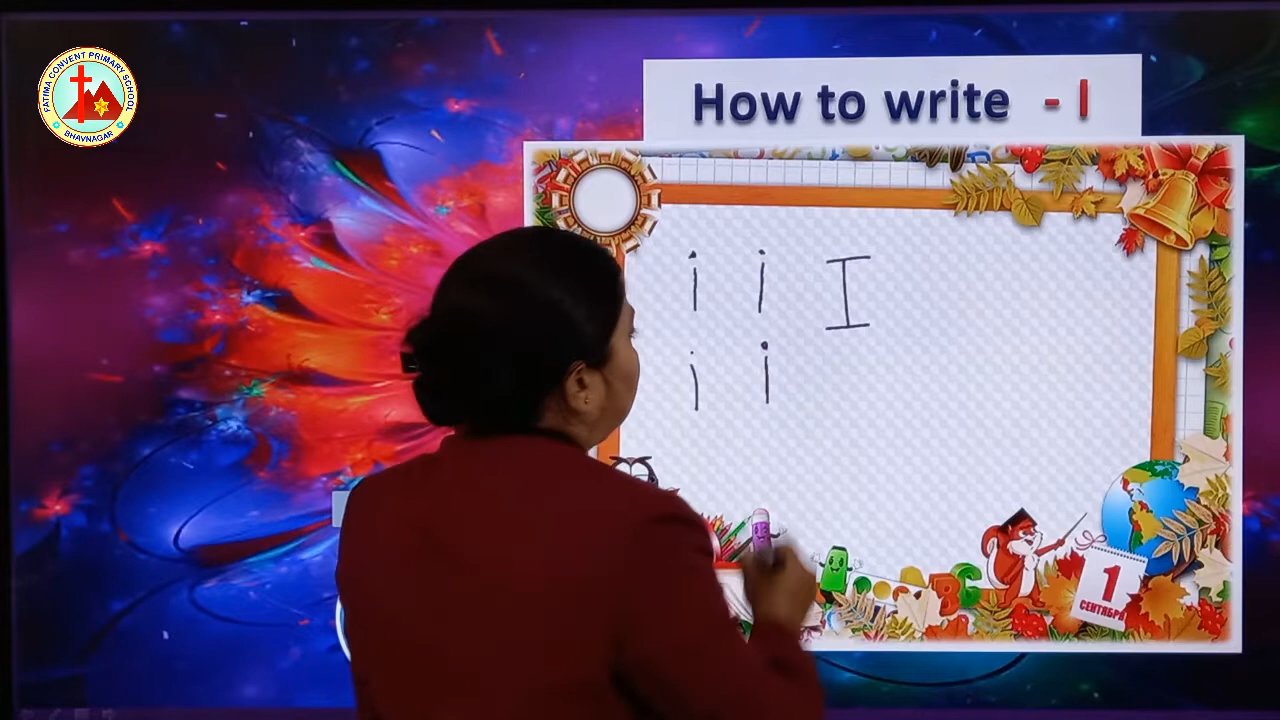 FATIMA CONVENT PRIMARY SCHOOL
BHAVNAGAR
How to write - I
i i I
i i
B C
1
СЕНТЯБРЯ